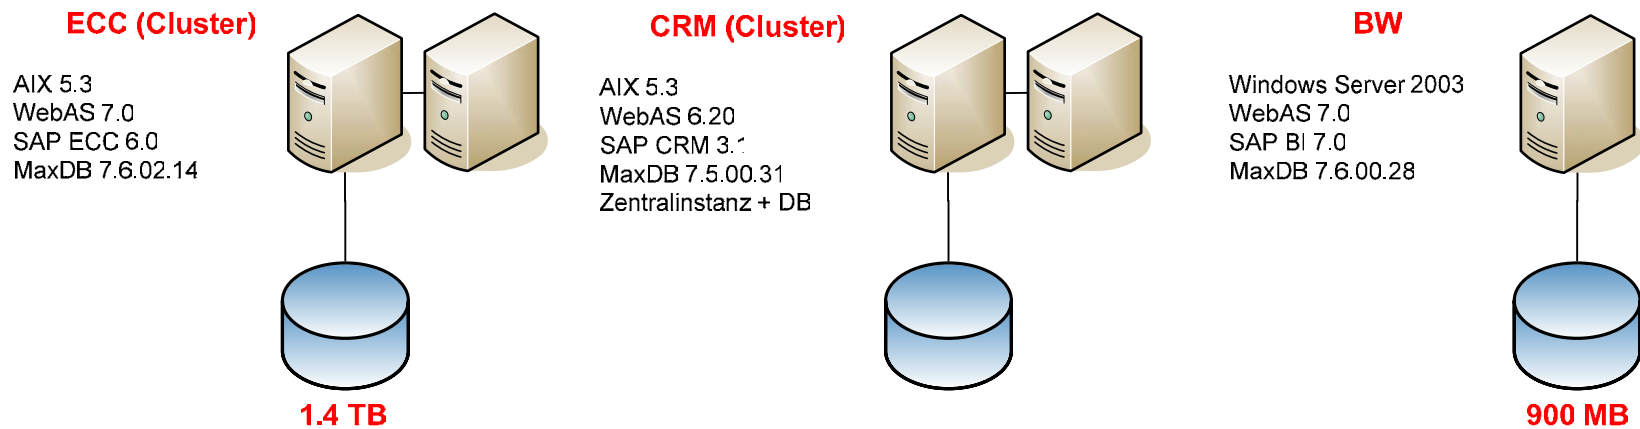 ECC (Cluster)
AIX 5.3
WebAS 7.0
SAP ECC 6.0
MaxDB 7.6.02.14
1.4 TB
CRM (Cluster)
AIX 5.3
WebAS 6.20
SAP CRM 3.1
MaxDB 7.5.00.31
Zentralinstanz + DB
BW
Windows Server 2003
WebAS 7.0
SAP BI 7.0
MaxDB 7.6.00.28
900 MB